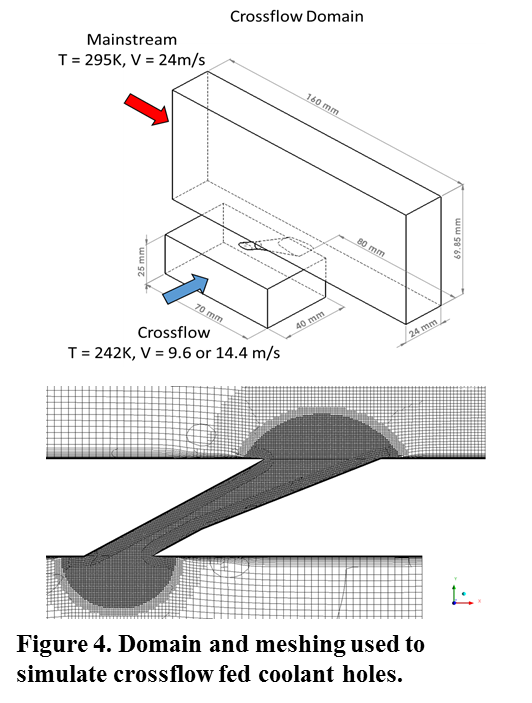 Crossflow Domain
Mainstream
T = 295K, V = 24m/s
160 mm
69.85 mm
80 mm
25 mm
70 mm
40 mm
24 mm
Crossflow
T = 242K, V = 9.6 or 14.4 m/s
Y
X
Figure 4. Domain and meshing used to
simulate crossflow fed coolant holes.